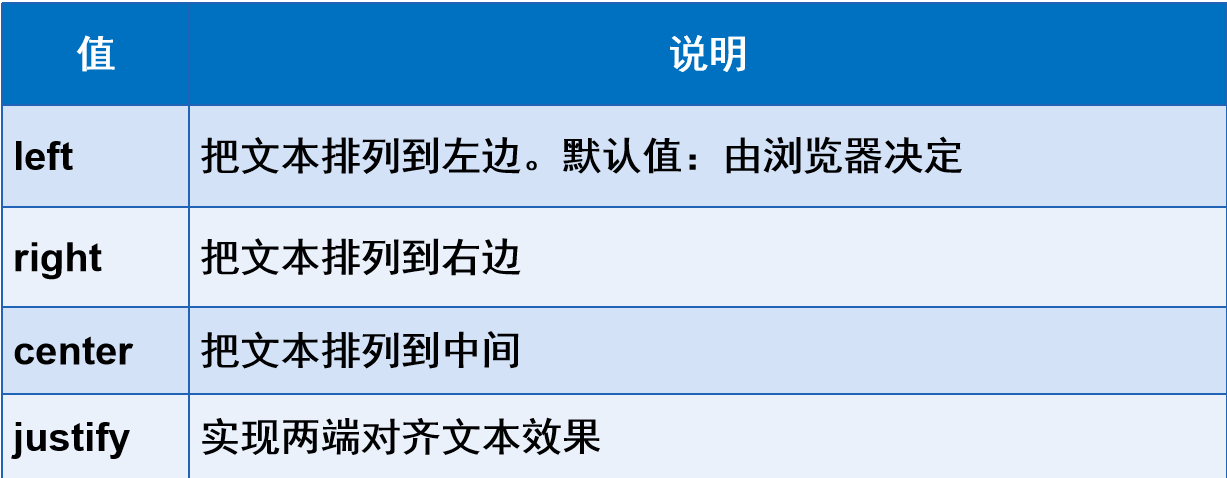 值 说明
left 把文本排列到左边。默认值：由浏览器决定
right 把文本排列到右边
center 把文本排列到中间
justify 实现两端对齐文本效果